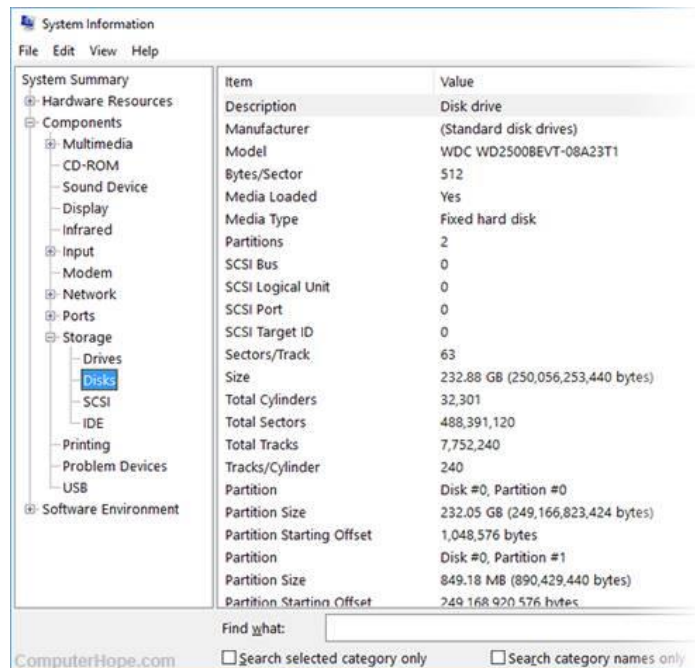 System Information
File Edit View Help
System Summary
Hardware Resources
Components
Multimedia
CD-ROM
Sound Device
Display
Infrared
Input
Modem
Network
Ports
Storage
Drives
Disks
SCSI
IDE
Printing
Problem Devices
USB
Software Environment
Item Value
Description Disk drive
Manufacturer (Standard disk drives)
Model WDC WD2500BEVT-08A23T1
Bytes/Sector 512
Media Loaded Yes
Media Type Fixed hard disk
Partitions 2
SCSI Bus 0
SCSI Logical Unit 0
SCSI Port 0
SCSI Target ID 0
Sectors/Track 63
Size 232.88 GB (250,056,253,440 bytes)
Total Cylinders 32,301
Total Sectors 488,391,120
Total Tracks 7,752,240
Tracks/Cylinder 240
Partition Disk #0, Partition #0
Partition Size 232.05 GB (249,166,823,424 bytes)
Partition Starting Offset 1,048,576 bytes
Partition Disk #0, Partition #1
Partition Size 849.18 MB (890,429,440 bytes)
Partition Starting Offset 249,168,920,576 bytes
Find what:
Search selected category only Search category names only
ComputerHope.com